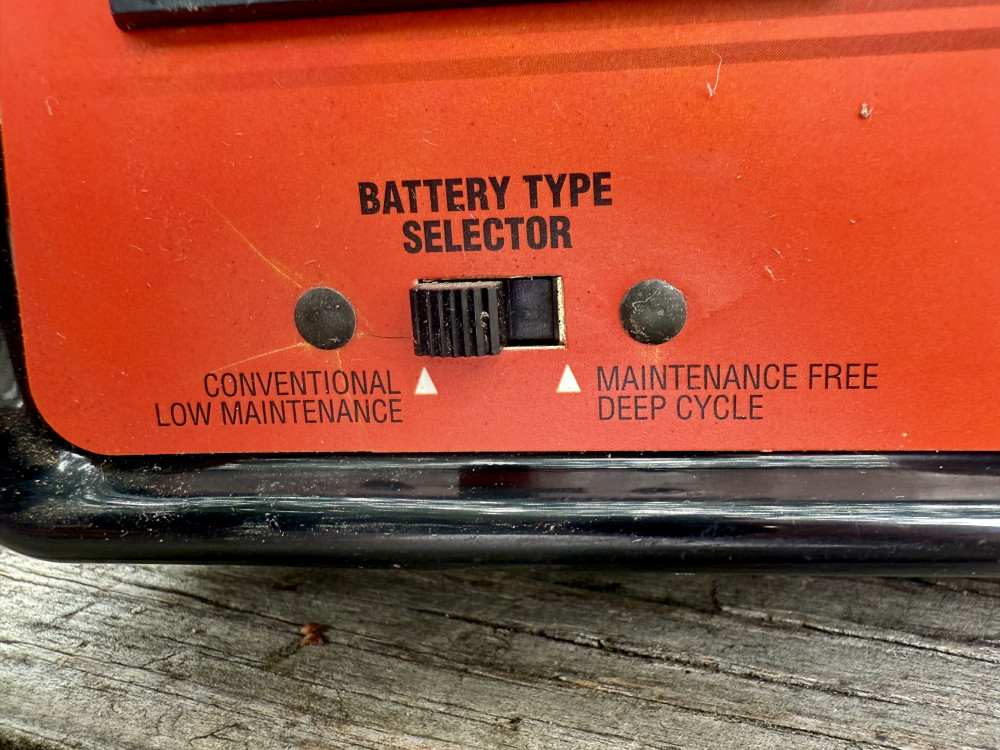 BATTERY TYPE
SELECTOR
CONVENTIONAL
LOW MAINTENANCE
MAINTENANCE FREE
DEEP CYCLE